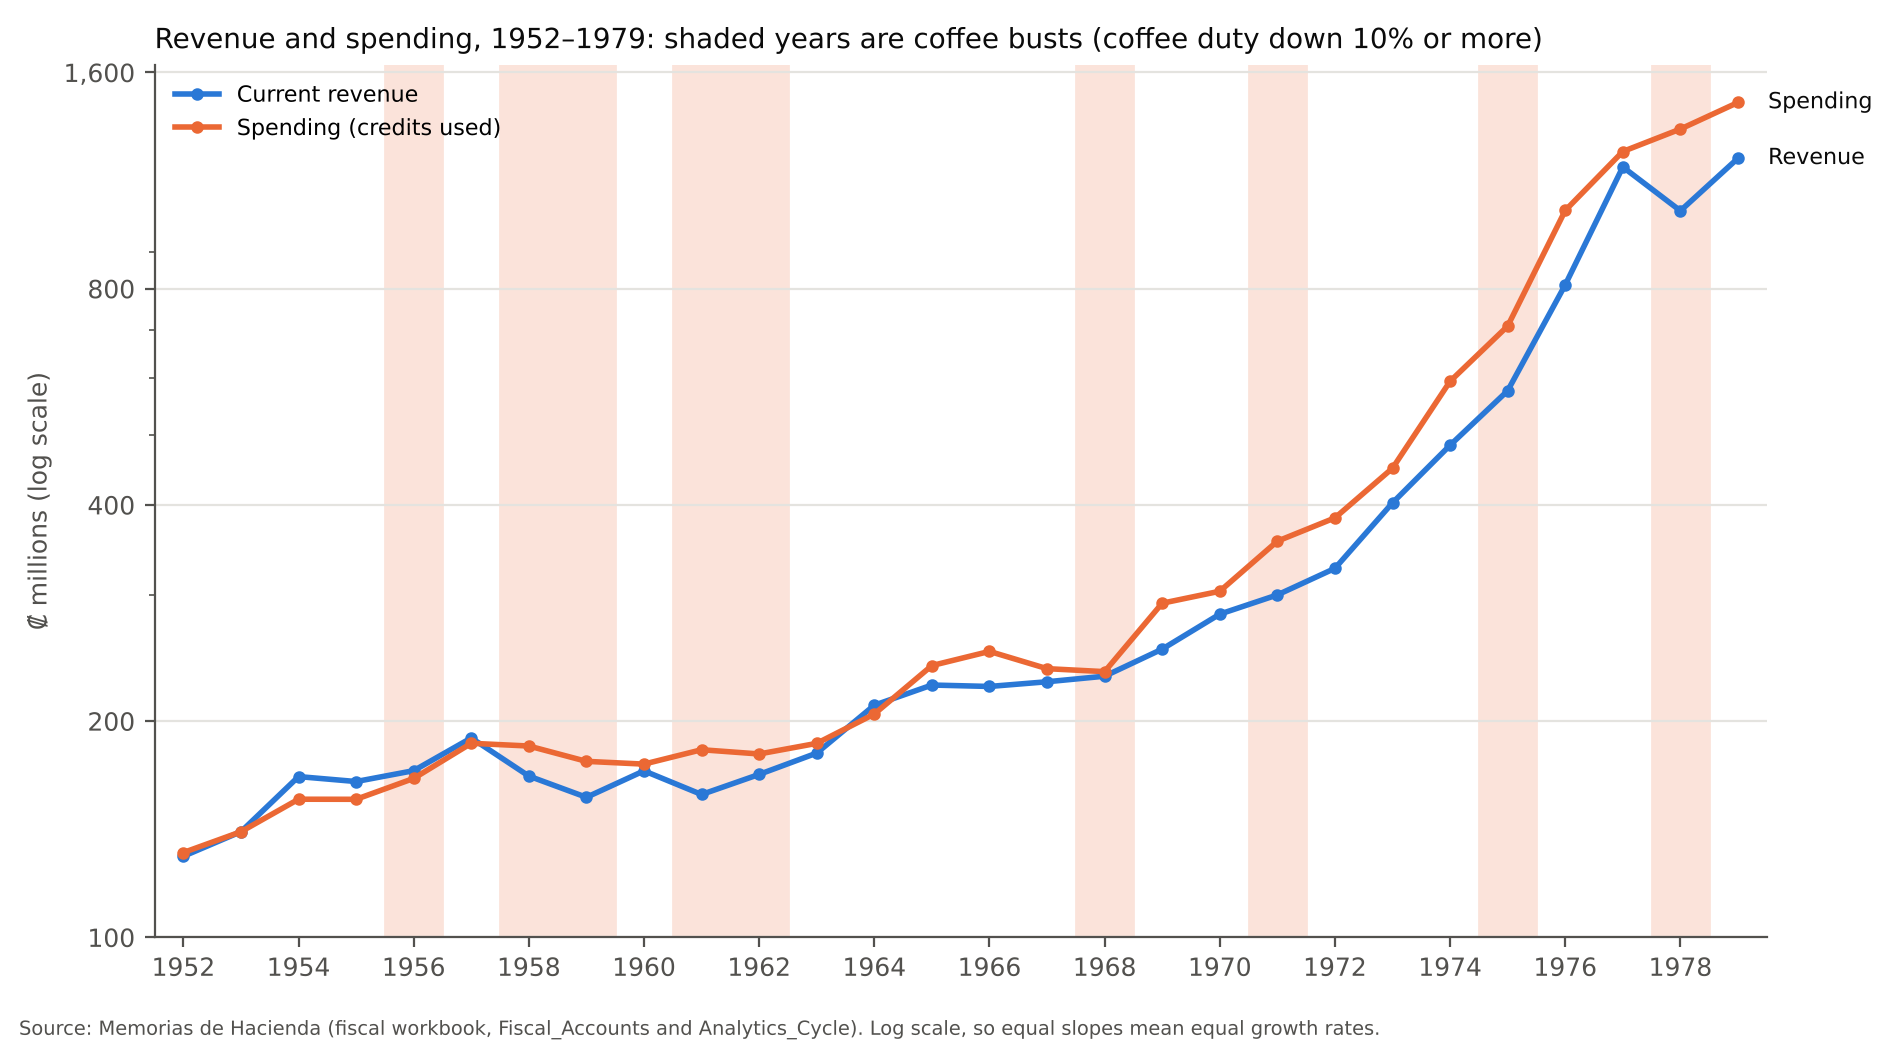 Revenue and spending, 1952–1979: shaded years are coffee busts (coffee duty down 10% or more)
1,600
800
400
200
100
₡ millions (log scale)
Current revenue
Spending (credits used)
Spending
Revenue
1952 1954 1956 1958 1960 1962 1964 1966 1968 1970 1972 1974 1976 1978
Source: Memorias de Hacienda (fiscal workbook, Fiscal_Accounts and Analytics_Cycle). Log scale, so equal slopes mean equal growth rates.